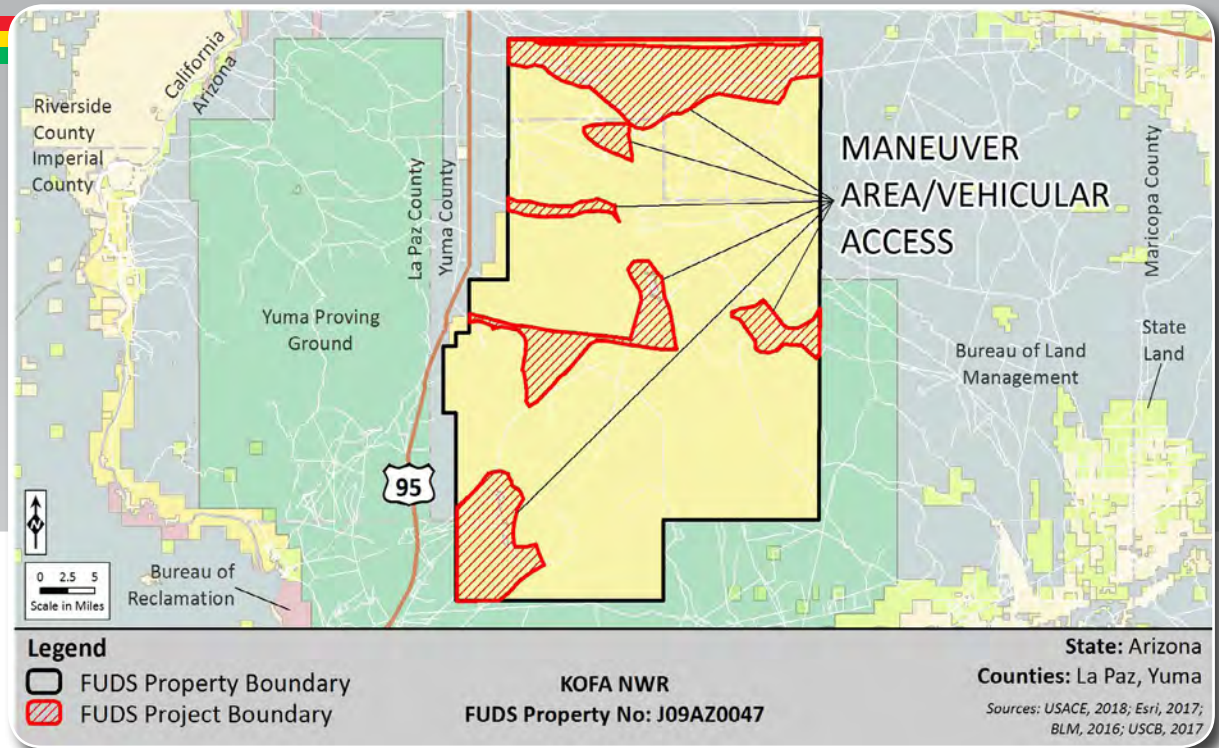 California
Arizona
Riverside
County
Imperial
County
La Paz County
Yuma County
MANEUVER
AREA/VEHICULAR
ACCESS
Maricopa County
Yuma Proving
Ground
State
Land
Bureau of Land
Management
95
N
0 2.5 5
Scale in Miles
Bureau of
Reclamation
Legend
FUDS Property Boundary
FUDS Project Boundary
KOFA NWR
FUDS Property No: J09AZ0047
State: Arizona
Counties: La Paz, Yuma
Sources: USACE, 2018; Esri, 2017;
BLM, 2016; USCB, 2017